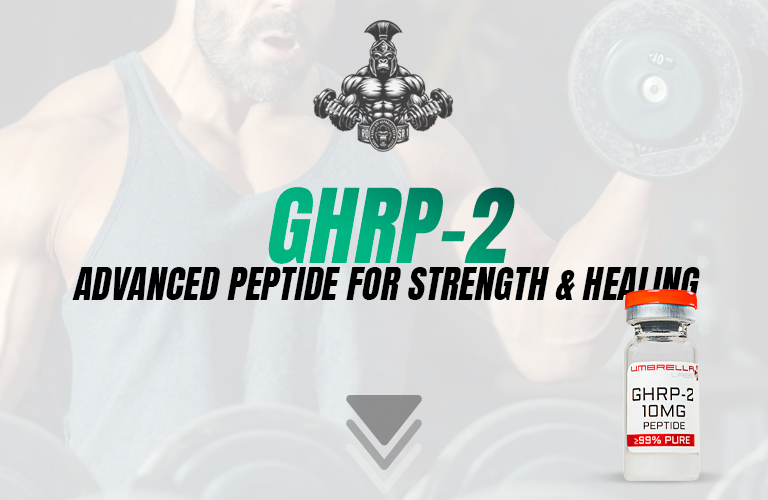 GHRP-2
ADVANCED PEPTIDE FOR STRENGTH & HEALING
UMBRELLA
GHRP-2
10MG
PEPTIDE
≥99% PURE